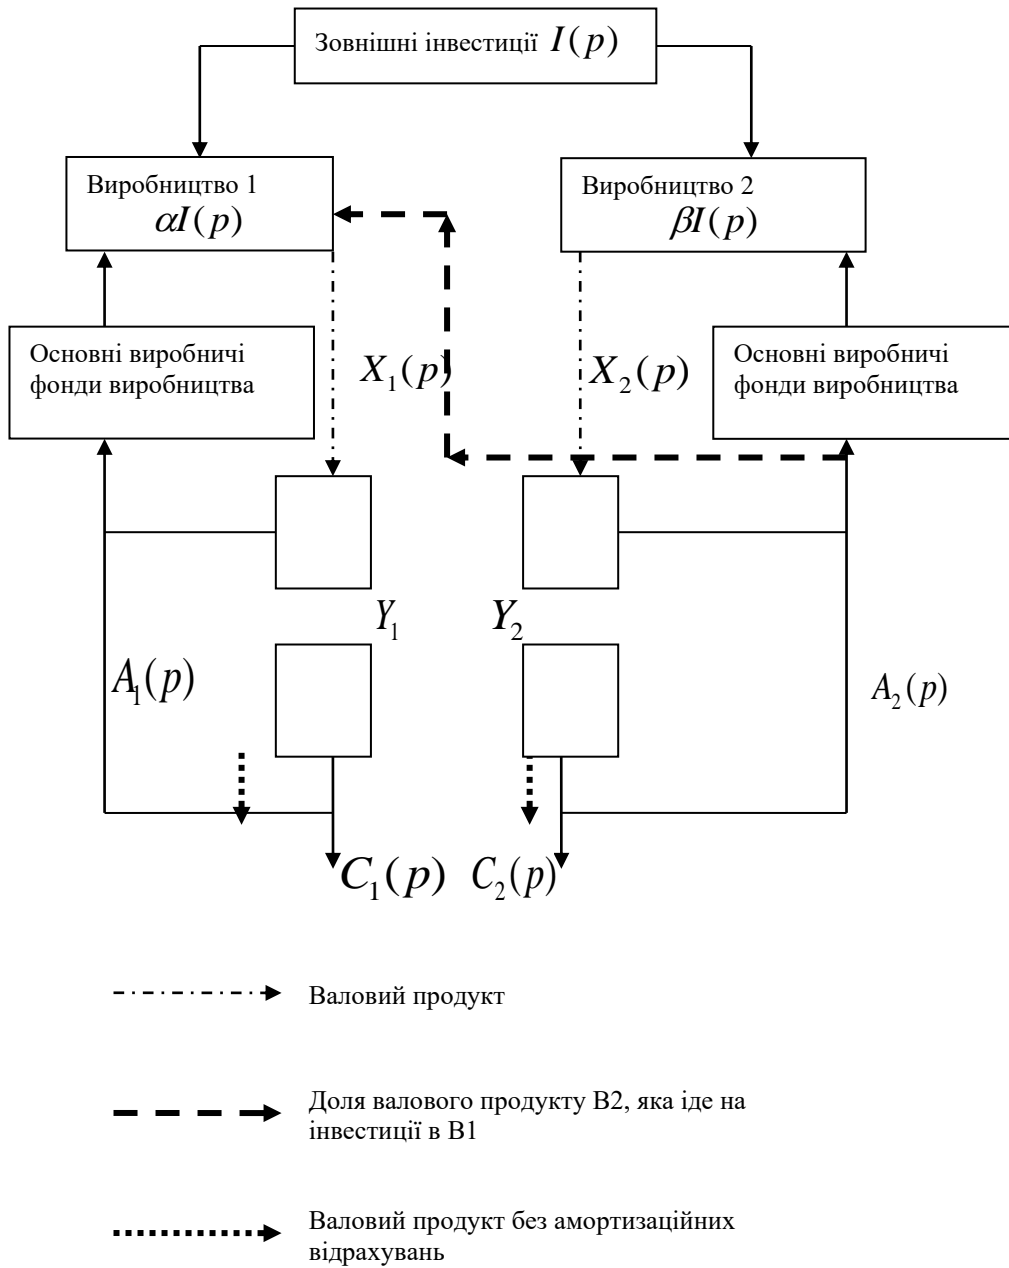 Зовнішні інвестиції I(p)
Виробництво 1
αI(p)
Виробництво 2
βI(p)
Основні виробничі
фонди виробництва
X₁(p)
X₂(p)
Основні виробничі
фонди виробництва
Y₁
Y₂
A₁(p)
A₂(p)
C₁(p)
C₂(p)
Валовий продукт
Доля валового продукту В2, яка іде на
інвестиції в В1
Валовий продукт без амортизаційних
відрахувань